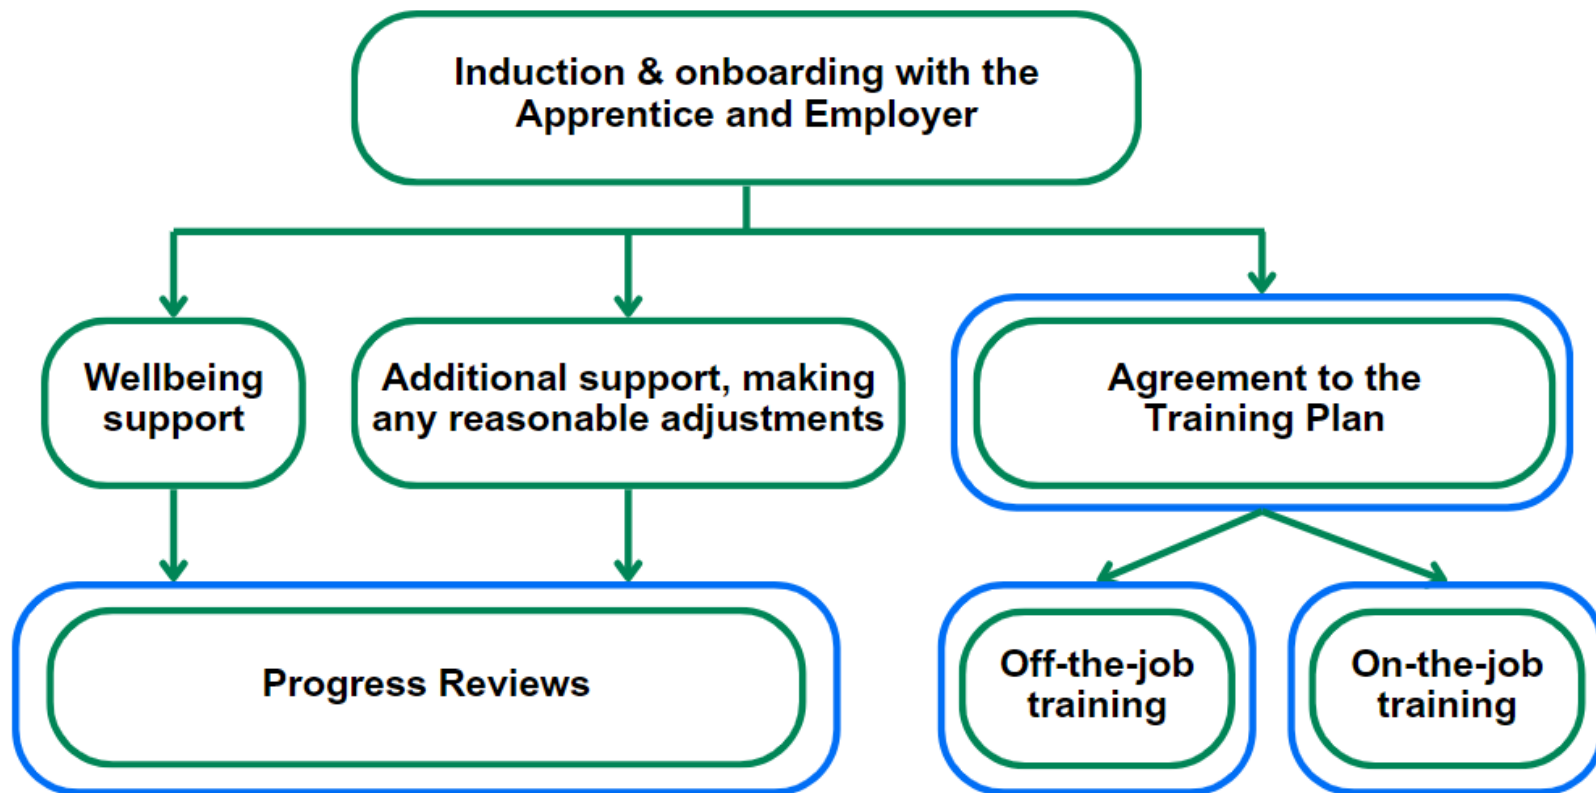 Induction & onboarding with the
Apprentice and Employer
Wellbeing
support
Additional support, making
any reasonable adjustments
Agreement to the
Training Plan
Progress Reviews
Off-the-job
training
On-the-job
training